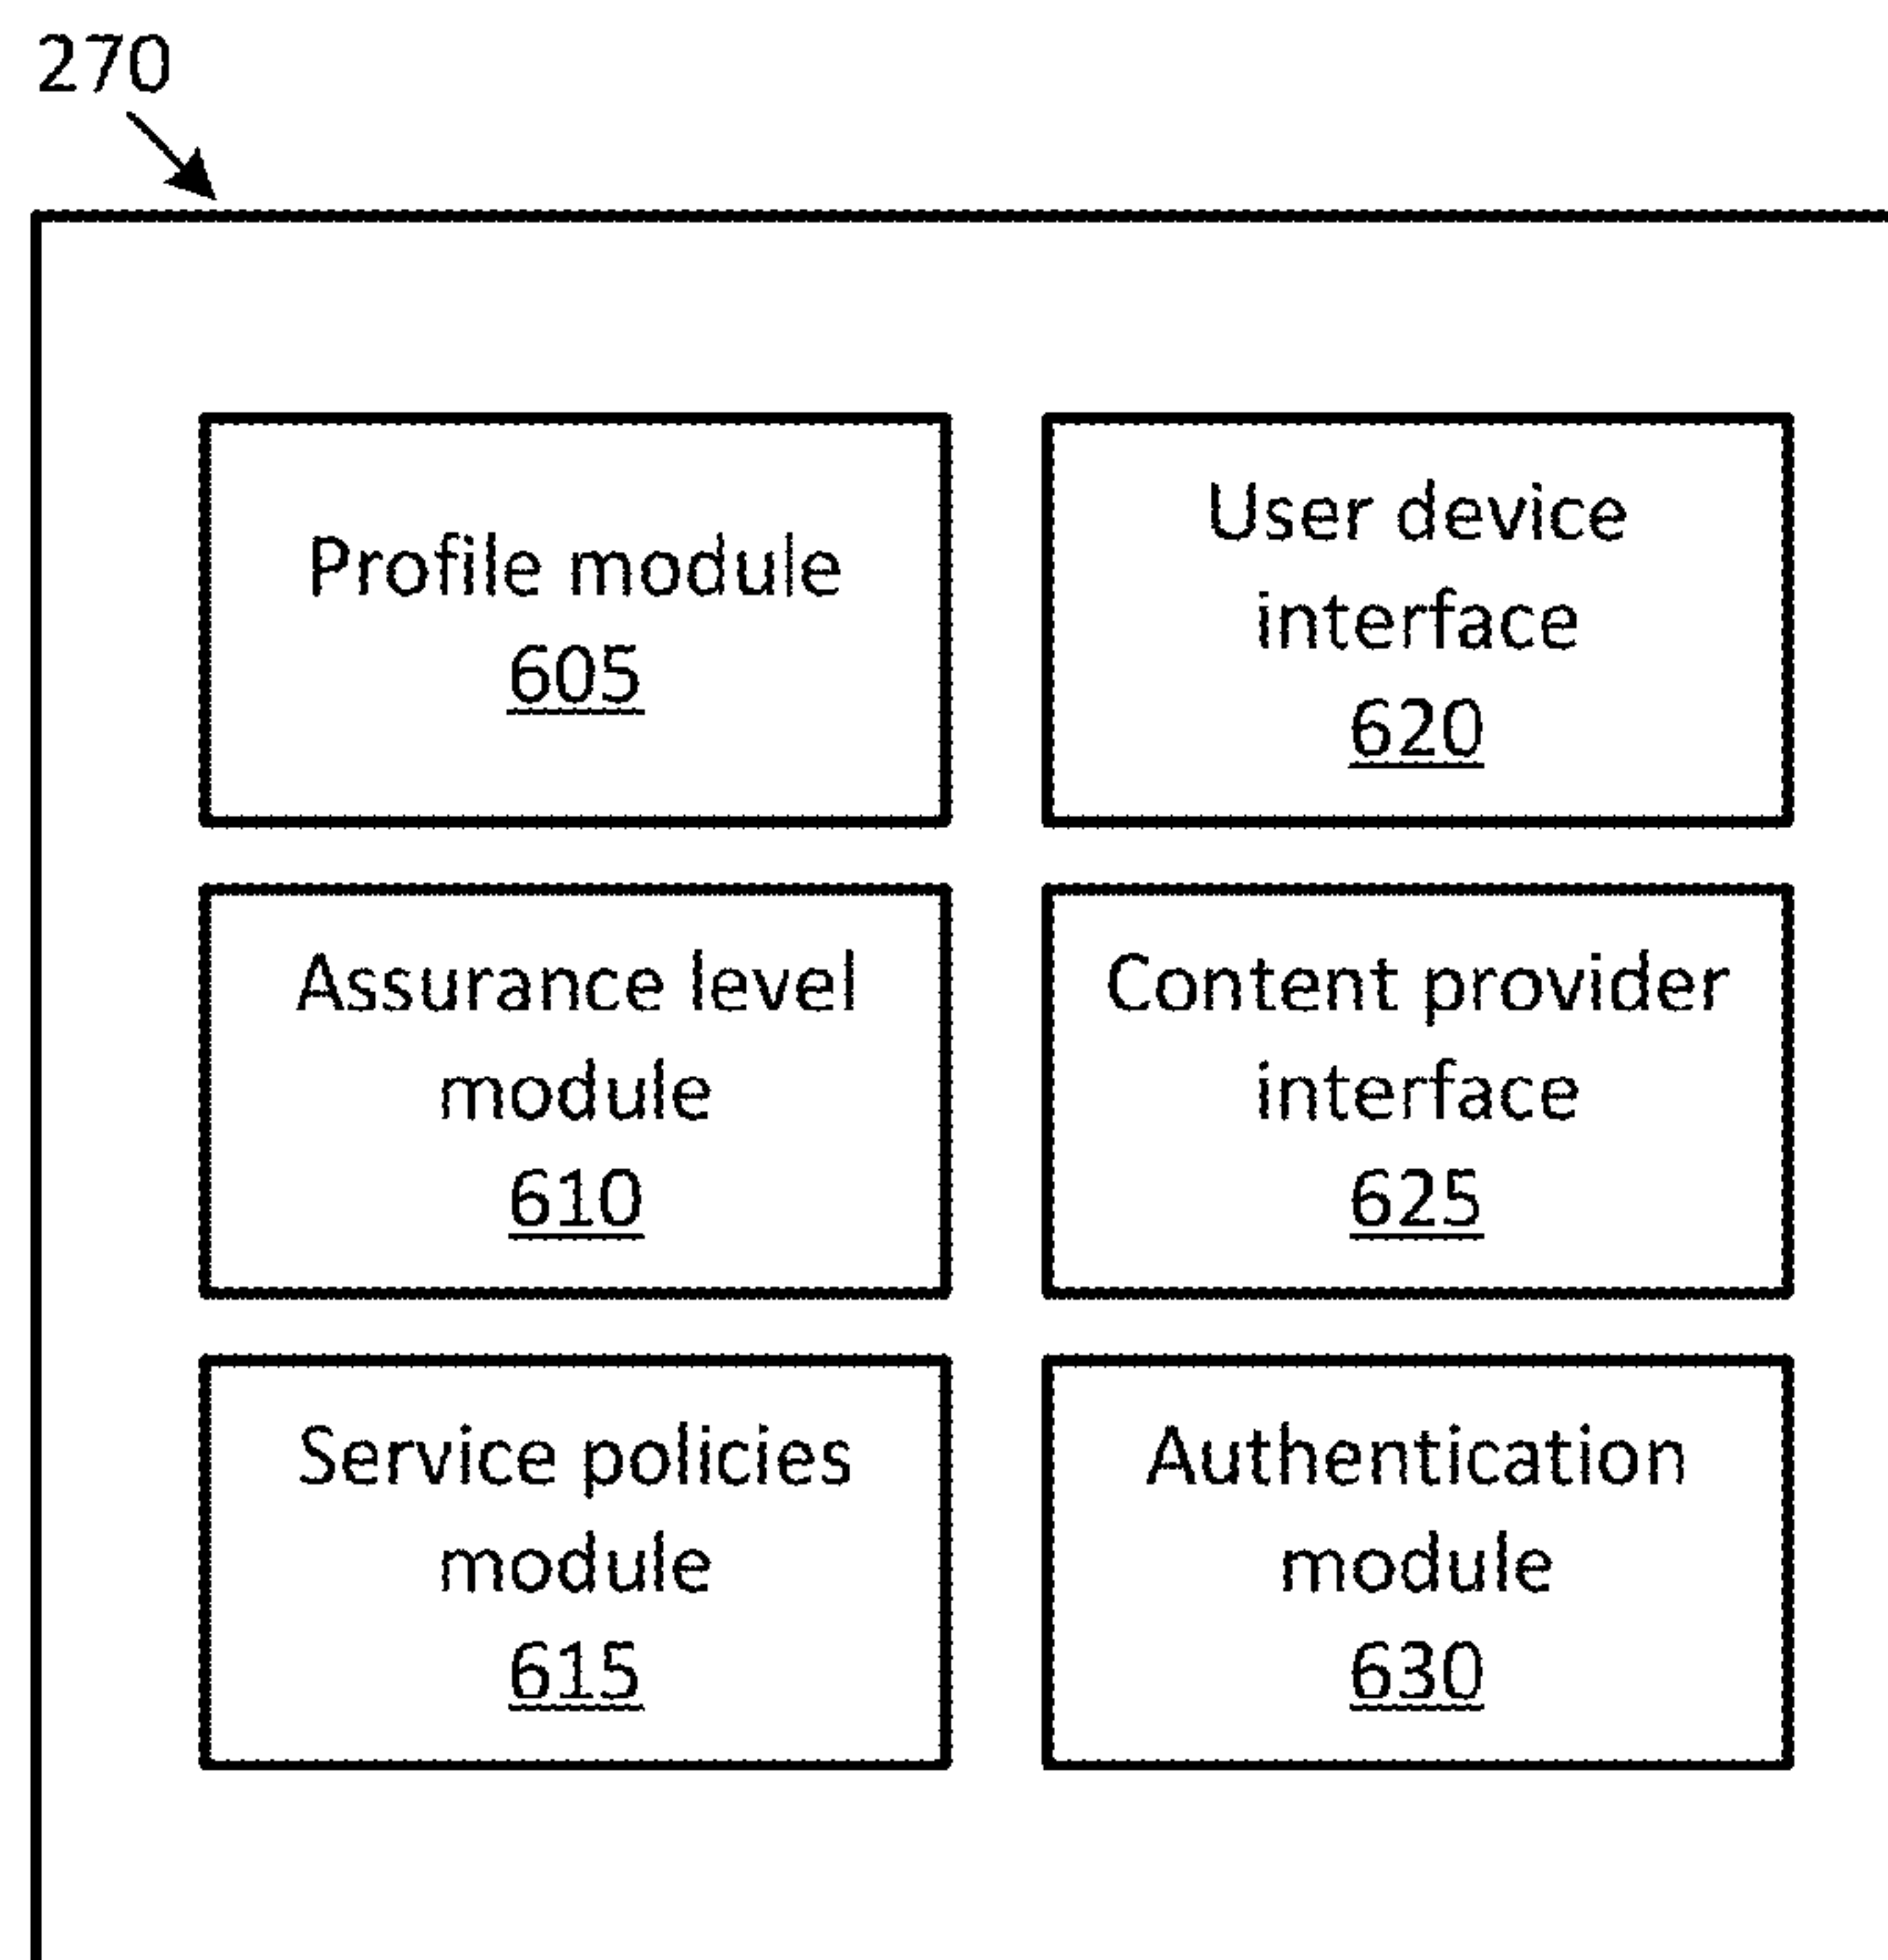 270
Profile module
605
User device
interface
620
Assurance level
module
610
Content provider
interface
625
Service policies
module
615
Authentication
module
630